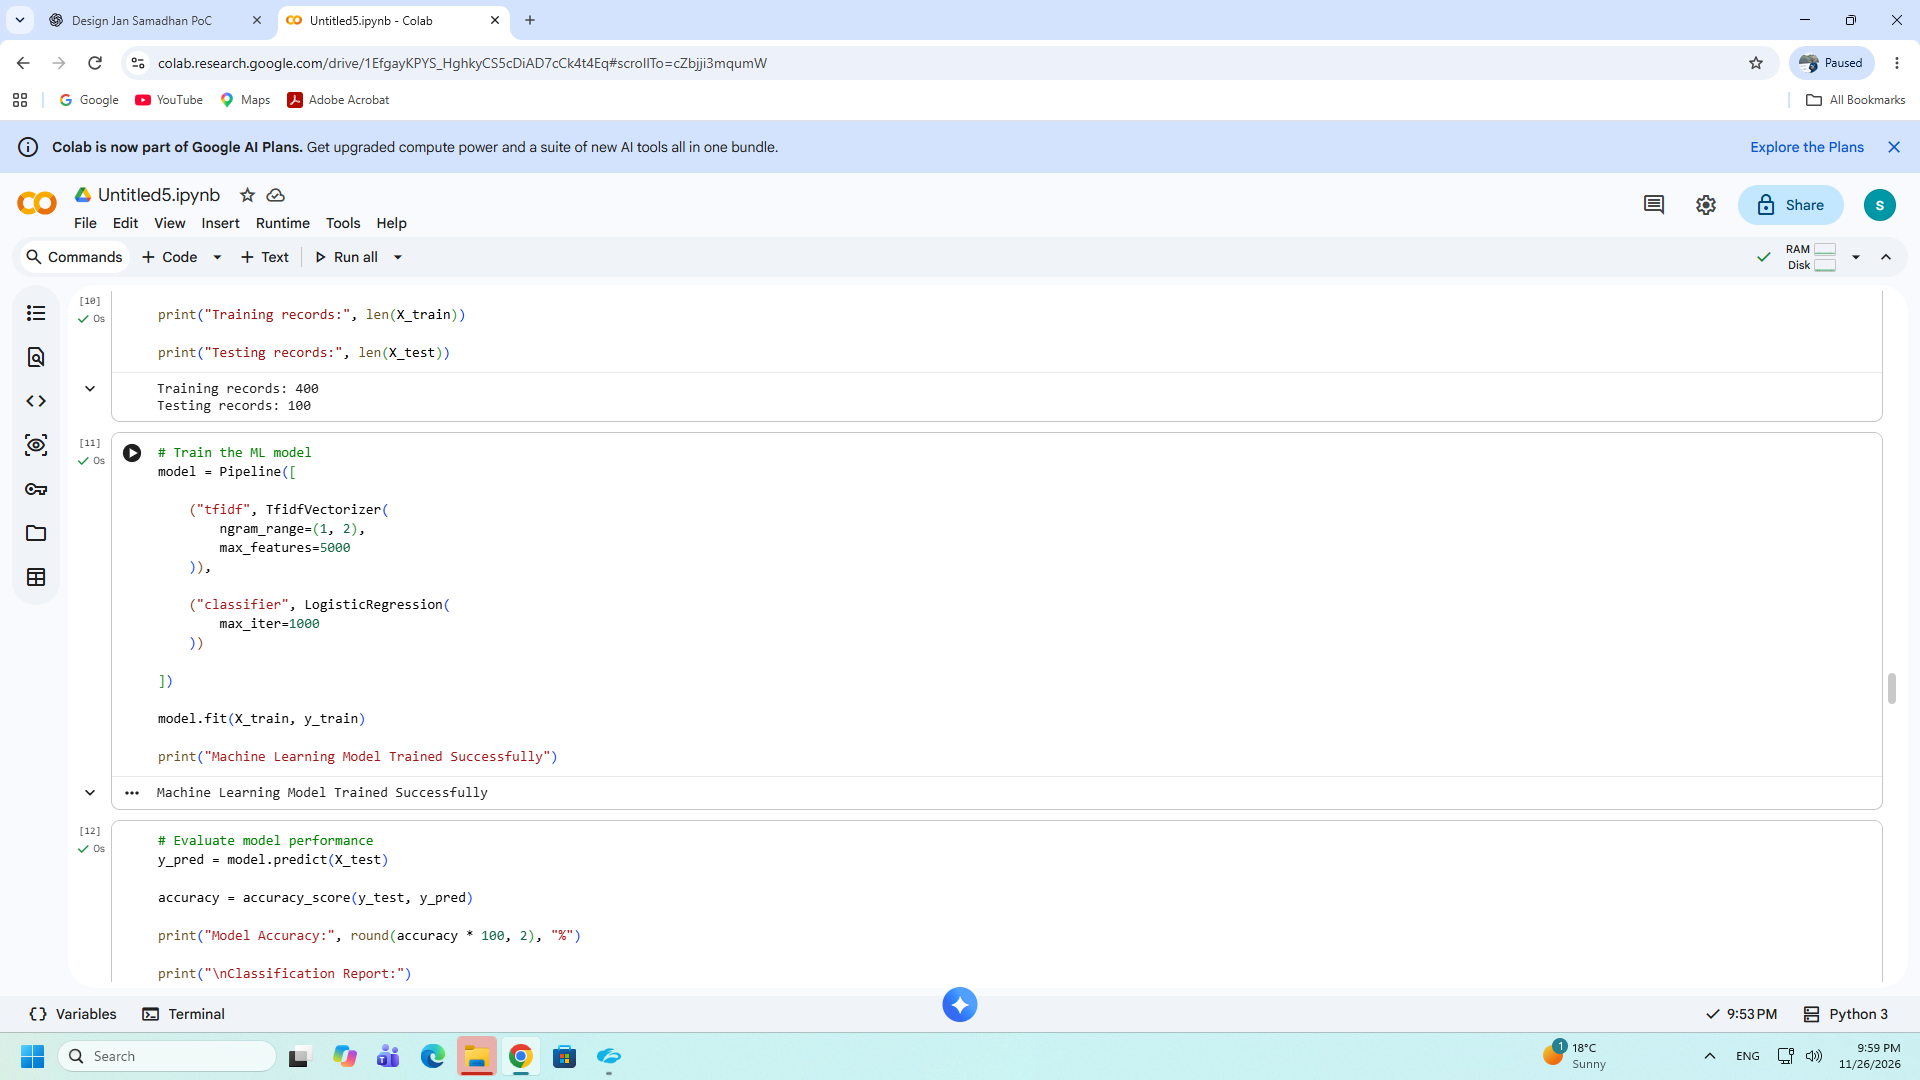 Design Jan Samadhan PoC
Untitled5.ipynb - Colab
colab.research.google.com/drive/1EfgayKPYS_HghkyCS5cDiAD7cCk4t4Eq#scrollTo=cZbjji3mqumW
Paused
Google
YouTube
Maps
Adobe Acrobat
All Bookmarks
Colab is now part of Google AI Plans. Get upgraded compute power and a suite of new AI tools all in one bundle.
Explore the Plans
Untitled5.ipynb
Share
S
File Edit View Insert Runtime Tools Help
Commands + Code + Text Run all
RAM
Disk
[10]
0s
print("Training records:", len(X_train))
print("Testing records:", len(X_test))
Training records: 400
Testing records: 100
[11]
0s
# Train the ML model
model = Pipeline([
("tfidf", TfidfVectorizer(
ngram_range=(1, 2),
max_features=5000
)),
("classifier", LogisticRegression(
max_iter=1000
))
])
model.fit(X_train, y_train)
print("Machine Learning Model Trained Successfully")
Machine Learning Model Trained Successfully
[12]
0s
# Evaluate model performance
y_pred = model.predict(X_test)
accuracy = accuracy_score(y_test, y_pred)
print("Model Accuracy:", round(accuracy * 100, 2), "%")
print("\nClassification Report:")
Variables
Terminal
9:53 PM
Python 3
Search
1
18°C
Sunny
ENG
9:59 PM
11/26/2026